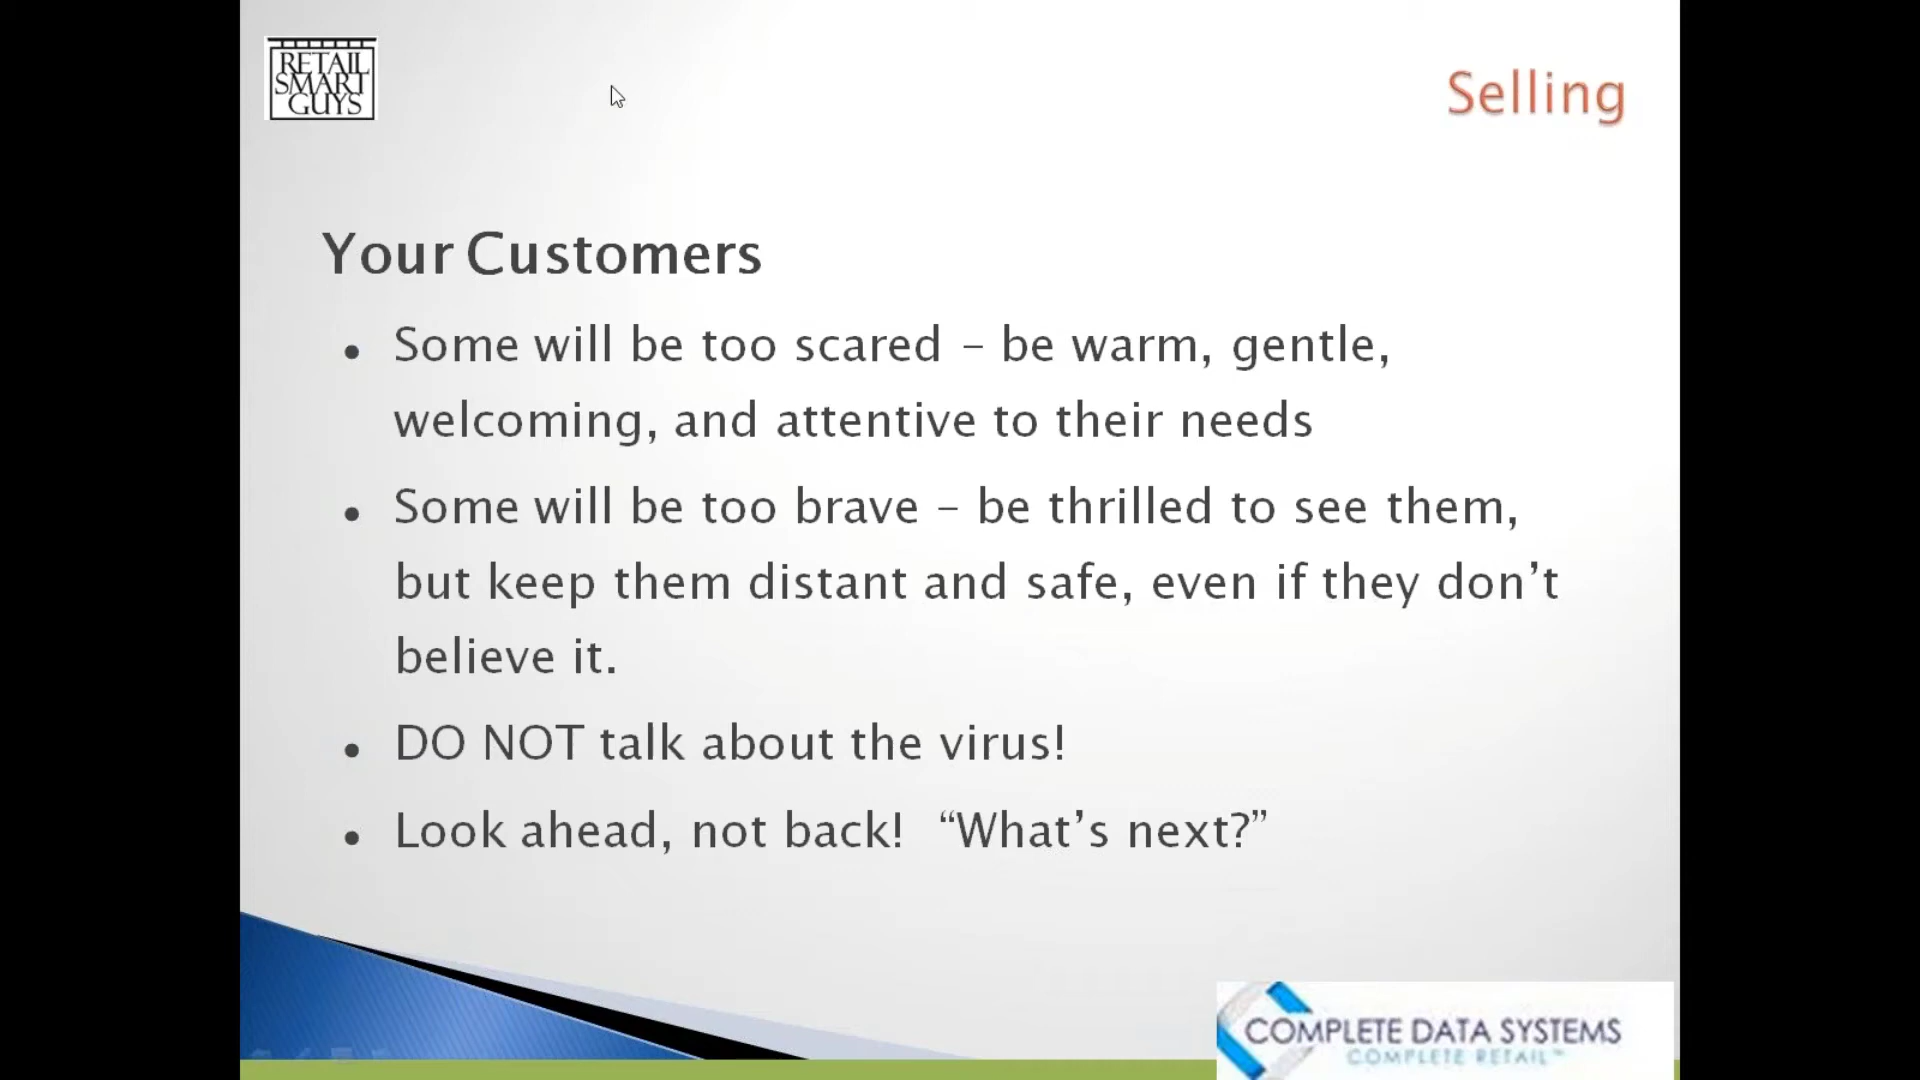 RETAIL
SMART
GUYS
Selling
Your Customers
• Some will be too scared – be warm, gentle,
welcoming, and attentive to their needs
• Some will be too brave – be thrilled to see them,
but keep them distant and safe, even if they don’t
believe it.
• DO NOT talk about the virus!
• Look ahead, not back! “What’s next?”
COMPLETE DATA SYSTEMS
COMPLETE RETAIL™